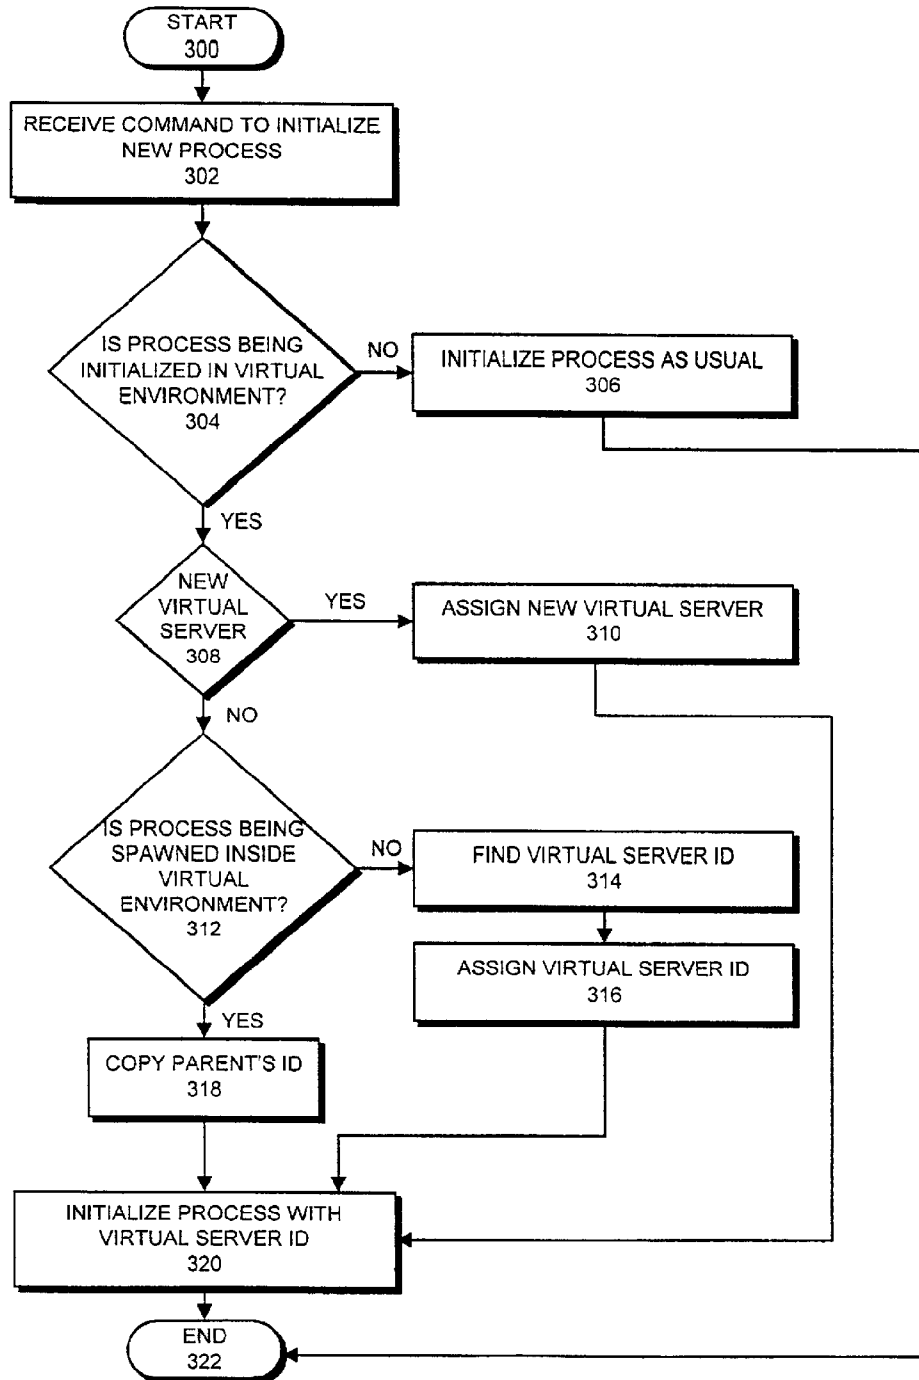 START
300
RECEIVE COMMAND TO INITIALIZE
NEW PROCESS
302
IS PROCESS BEING
INITIALIZED IN VIRTUAL
ENVIRONMENT?
304
NO
INITIALIZE PROCESS AS USUAL
306
YES
NEW
VIRTUAL
SERVER
308
YES
ASSIGN NEW VIRTUAL SERVER
310
NO
IS PROCESS BEING
SPAWNED INSIDE
VIRTUAL
ENVIRONMENT?
312
NO
FIND VIRTUAL SERVER ID
314
ASSIGN VIRTUAL SERVER ID
316
YES
COPY PARENT'S ID
318
INITIALIZE PROCESS WITH
VIRTUAL SERVER ID
320
END
322